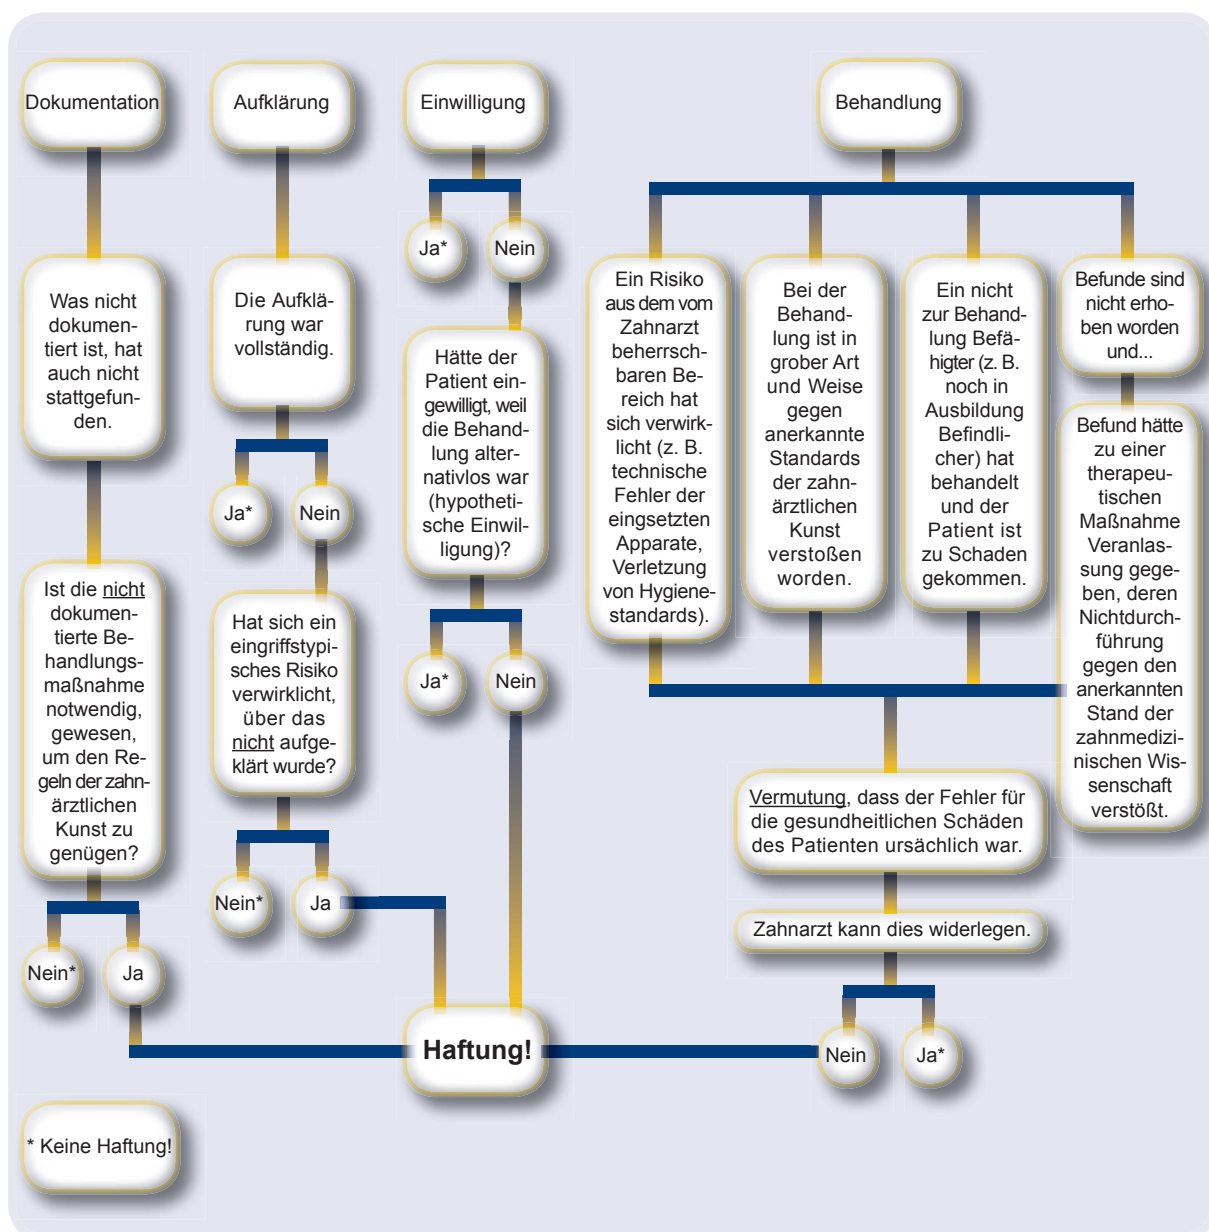 Dokumentation
Aufklärung
Einwilligung
Behandlung
Was nicht
dokumen-
tiert ist, hat
auch nicht
stattgefun-
den.
Ist die nicht
dokumen-
tierte Be-
handlungs-
maßnahme
notwendig,
gewesen,
um den Re-
geln der zahn-
ärztlichen
Kunst zu
genügen?
Nein*
Ja
Die Aufklä-
rung war
vollständig.
Ja*
Nein
Hat sich ein
eingriffstypi-
sches Risiko
verwirklicht,
über das
nicht aufge-
klärt wurde?
Nein*
Ja
Ja*
Nein
Hätte der
Patient ein-
gewilligt, weil
die Behand-
lung alter-
nativlos war
(hypotheti-
sche Einwil-
ligung)?
Ja*
Nein
Ein Risiko
aus dem vom
Zahnarzt
beherrsch-
baren Be-
reich hat
sich verwirk-
licht (z. B.
technische
Fehler der
eingsetzten
Apparate,
Verletzung
von Hygiene-
standards).
Bei der
Behand-
lung ist in
grober Art
und Weise
gegen
anerkannte
Standards
der zahn-
ärztlichen
Kunst
verstoßen
worden.
Ein nicht
zur Behand-
lung Befä-
higter (z. B.
noch in
Ausbildung
Befindli-
cher) hat
behandelt
und der
Patient ist
zu Schaden
gekommen.
Befunde sind
nicht erho-
ben worden
und...
Befund hätte
zu einer
therapeu-
tischen
Maßnahme
Veranlas-
sung gege-
ben, deren
Nichtdurch-
führung
gegen den
anerkannten
Stand der
zahnmedizi-
nischen Wis-
senschaft
verstößt.
Vermutung, dass der Fehler für
die gesundheitlichen Schäden
des Patienten ursächlich war.
Zahnarzt kann dies widerlegen.
Nein
Ja*
Haftung!
* Keine Haftung!